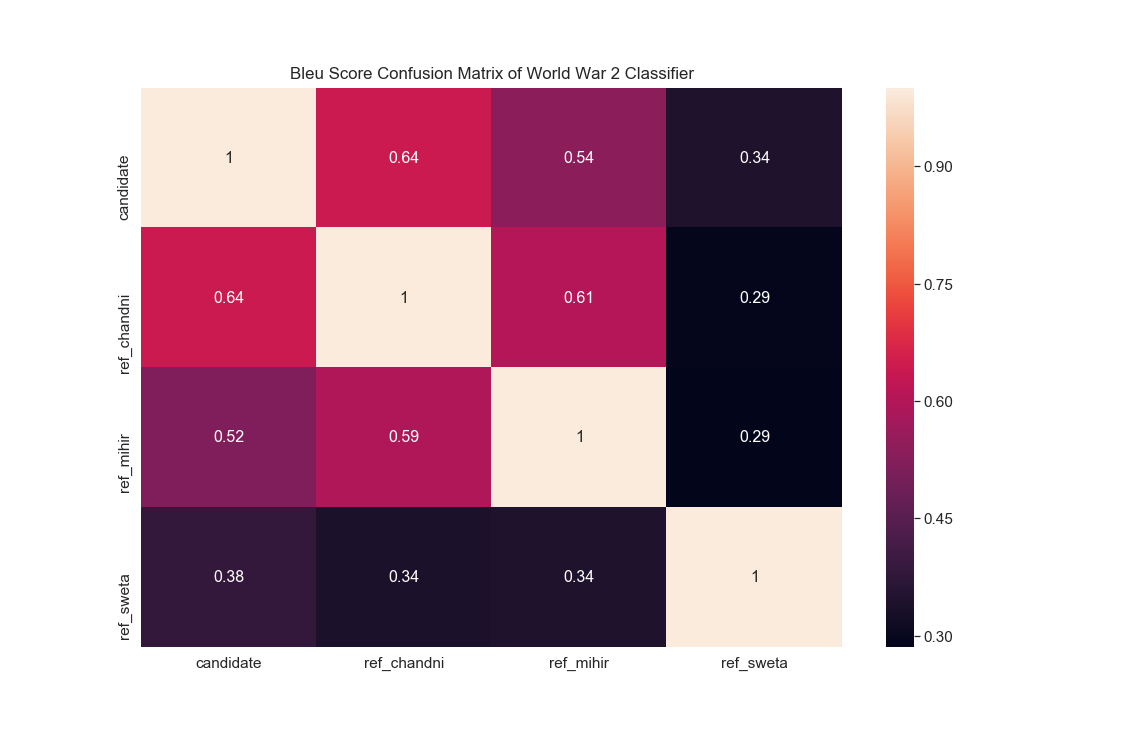 Bleu Score Confusion Matrix of World War 2 Classifier
candidate 1 0.64 0.54 0.34
ref_chandni 0.64 1 0.61 0.29
ref_mihir 0.52 0.59 1 0.29
ref_sweta 0.38 0.34 0.34 1
candidate ref_chandni ref_mihir ref_sweta
0.90
0.75
0.60
0.45
0.30